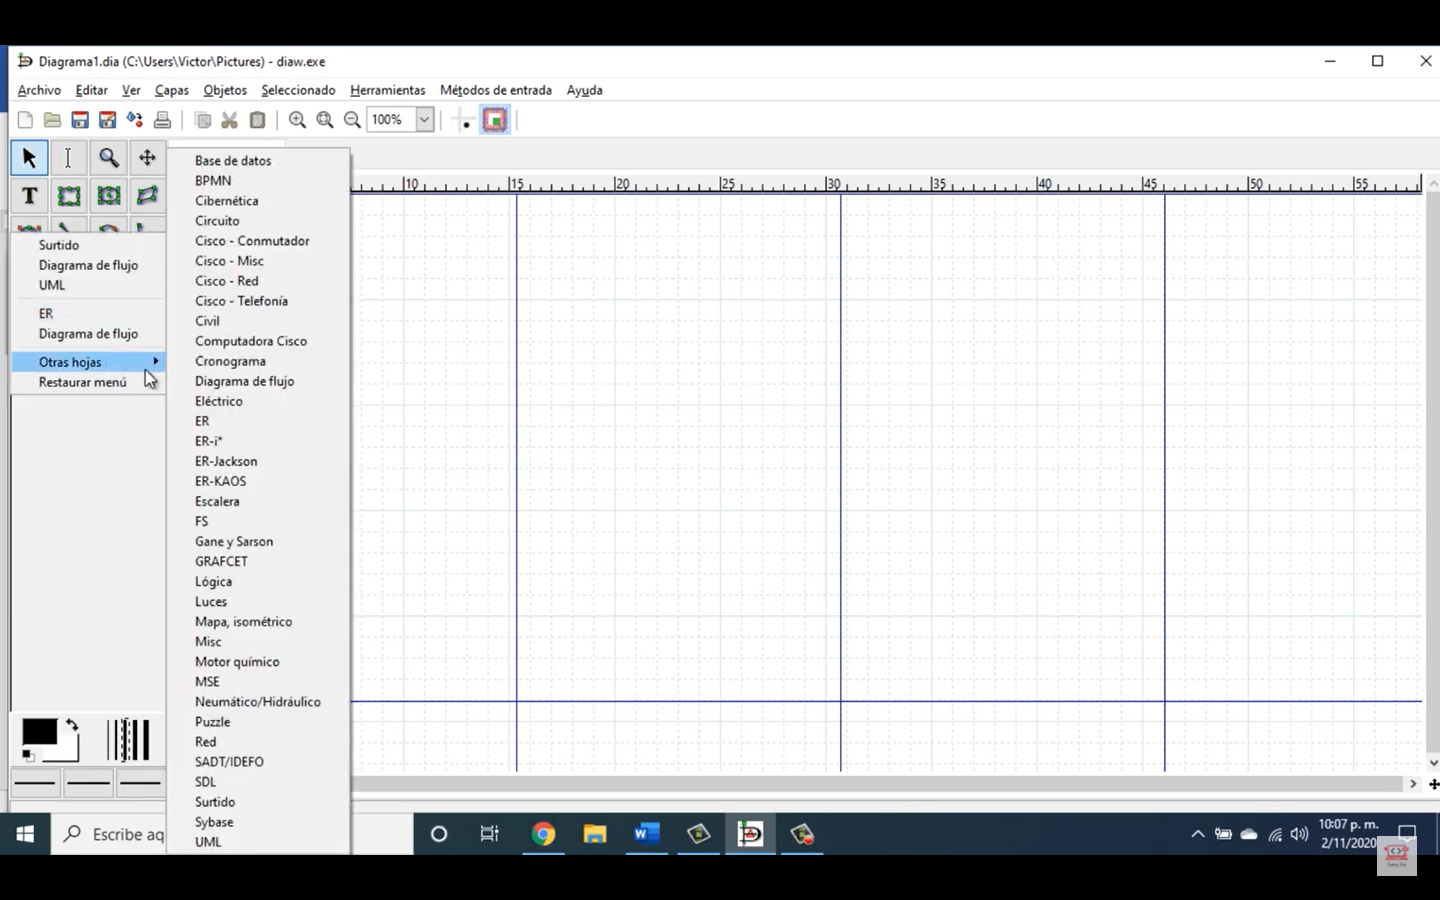 Diagrama1.dia (C:\Users\Victor\Pictures) - diaw.exe
Archivo Editar Ver Capas Objetos Seleccionado Herramientas Métodos de entrada Ayuda
100%
T
10 15 20 25 30 35 40 45 50 55
Surtido
Diagrama de flujo
UML
ER
Diagrama de flujo
Otras hojas
Restaurar menú
Base de datos
BPMN
Cibernética
Circuito
Cisco - Conmutador
Cisco - Misc
Cisco - Red
Cisco - Telefonía
Civil
Computadora Cisco
Cronograma
Diagrama de flujo
Eléctrico
ER
ER-i*
ER-Jackson
ER-KAOS
Escalera
FS
Gane y Sarson
GRAFCET
Lógica
Luces
Mapa, isométrico
Misc
Motor químico
MSE
Neumático/Hidráulico
Puzzle
Red
SADT/IDEF0
SDL
Surtido
Sybase
UML
Escribe aq
10:07 p. m.
2/11/2020